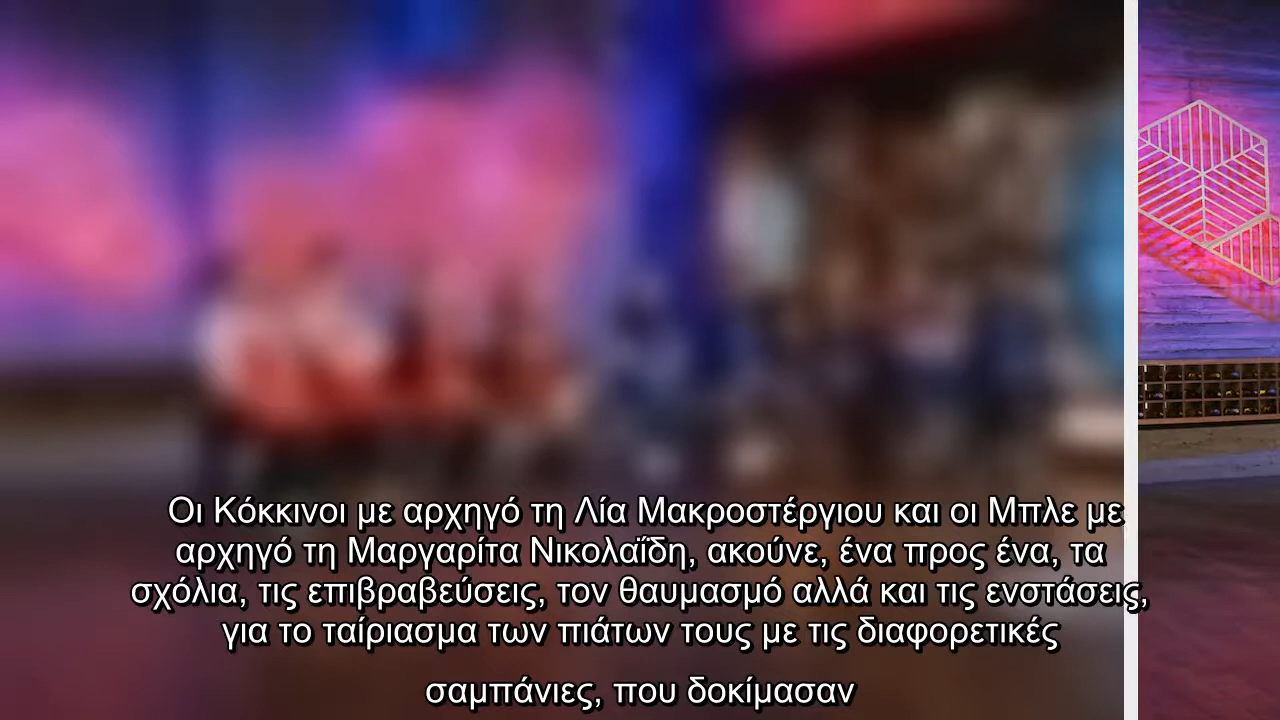 Οι Κόκκινοι με αρχηγό τη Λία Μακροστέργιου και οι Μπλε με
αρχηγό τη Μαργαρίτα Νικολαΐδη, ακούνε, ένα προς ένα, τα
σχόλια, τις επιβραβεύσεις, τον θαυμασμό αλλά και τις ενστάσεις,
για το ταίριασμα των πιάτων τους με τις διαφορετικές
σαμπάνιες, που δοκίμασαν